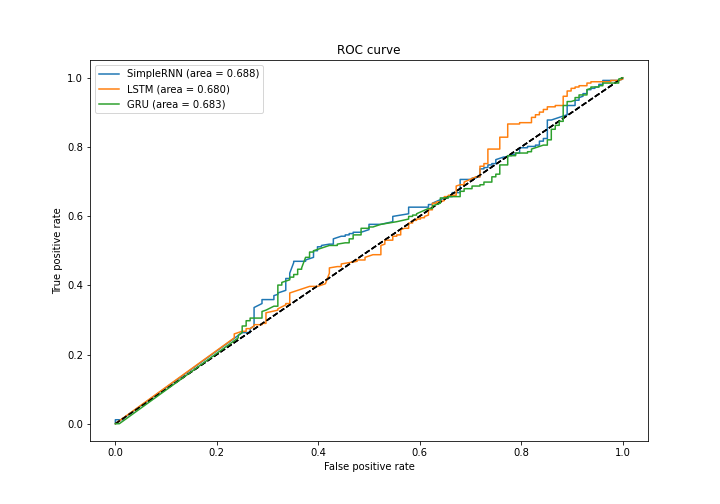 ROC curve
SimpleRNN (area = 0.688)
LSTM (area = 0.680)
GRU (area = 0.683)
1.0
0.8
0.6
0.4
0.2
0.0
True positive rate
0.0 0.2 0.4 0.6 0.8 1.0
False positive rate